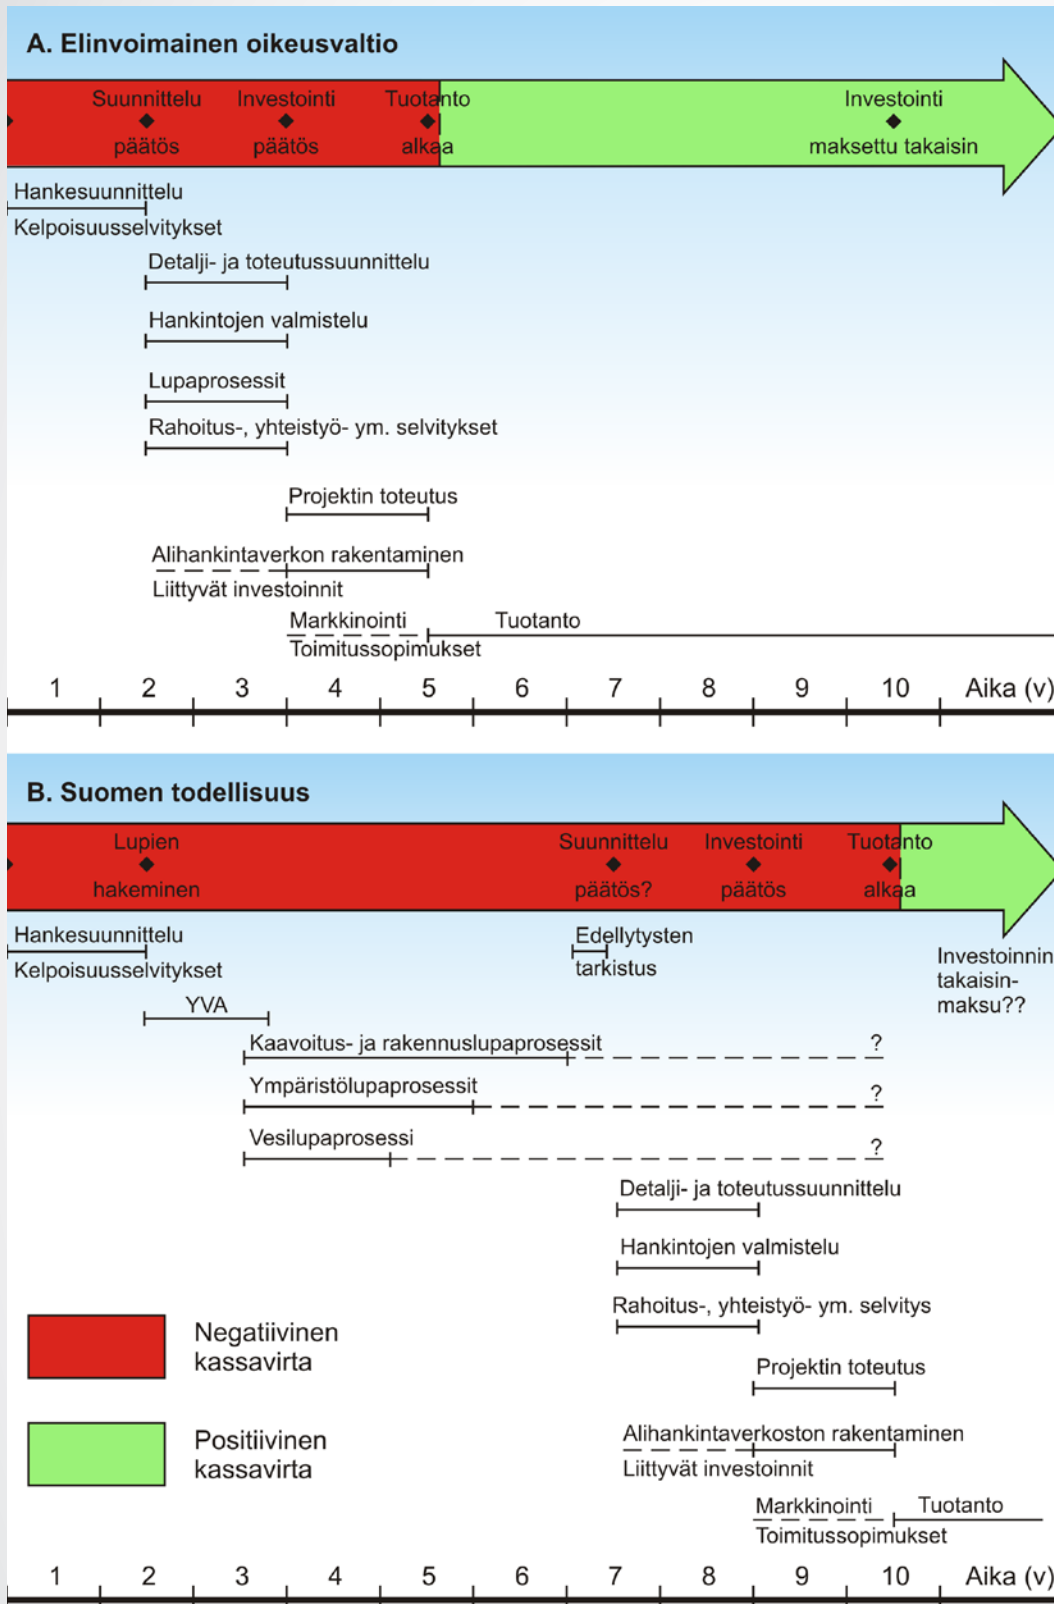 A. Elinvoimainen oikeusvaltio
Suunnittelu Investointi Tuotanto Investointi
päätös päätös alkaa maksettu takaisin
Hankesuunnittelu
Kelpoisuusselvitykset
Detalji- ja toteutussuunnittelu
Hankintojen valmistelu
Lupaprosessit
Rahoitus-, yhteistyö- ym. selvitykset
Projektin toteutus
Alihankintaverkon rakentaminen
Liittyvät investoinnit
Markkinointi Tuotanto
Toimitussopimukset
1 2 3 4 5 6 7 8 9 10 Aika (v)
B. Suomen todellisuus
Lupien Suunnittelu Investointi Tuotanto
hakeminen päätös? päätös alkaa
Hankesuunnittelu Edellytysten
Kelpoisuusselvitykset tarkistus
Investoinnin
takaisin-
maksu??
YVA
Kaavoitus- ja rakennuslupaprosessit ?
Ympäristölupaprosessit ?
Vesilupaprosessi ?
Detalji- ja toteutussuunnittelu
Hankintojen valmistelu
Rahoitus-, yhteistyö- ym. selvitys
Negatiivinen
kassavirta
Projektin toteutus
Positiivinen
kassavirta
Alihankintaverkoston rakentaminen
Liittyvät investoinnit
Markkinointi Tuotanto
Toimitussopimukset
1 2 3 4 5 6 7 8 9 10 Aika (v)